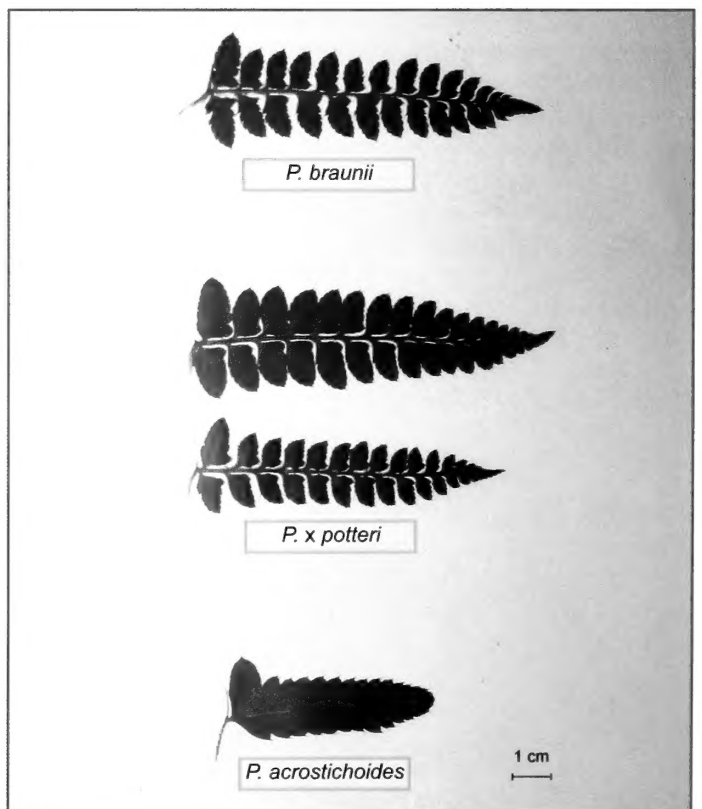 P. braunii
P. x potteri
P. acrostichoides
1 cm